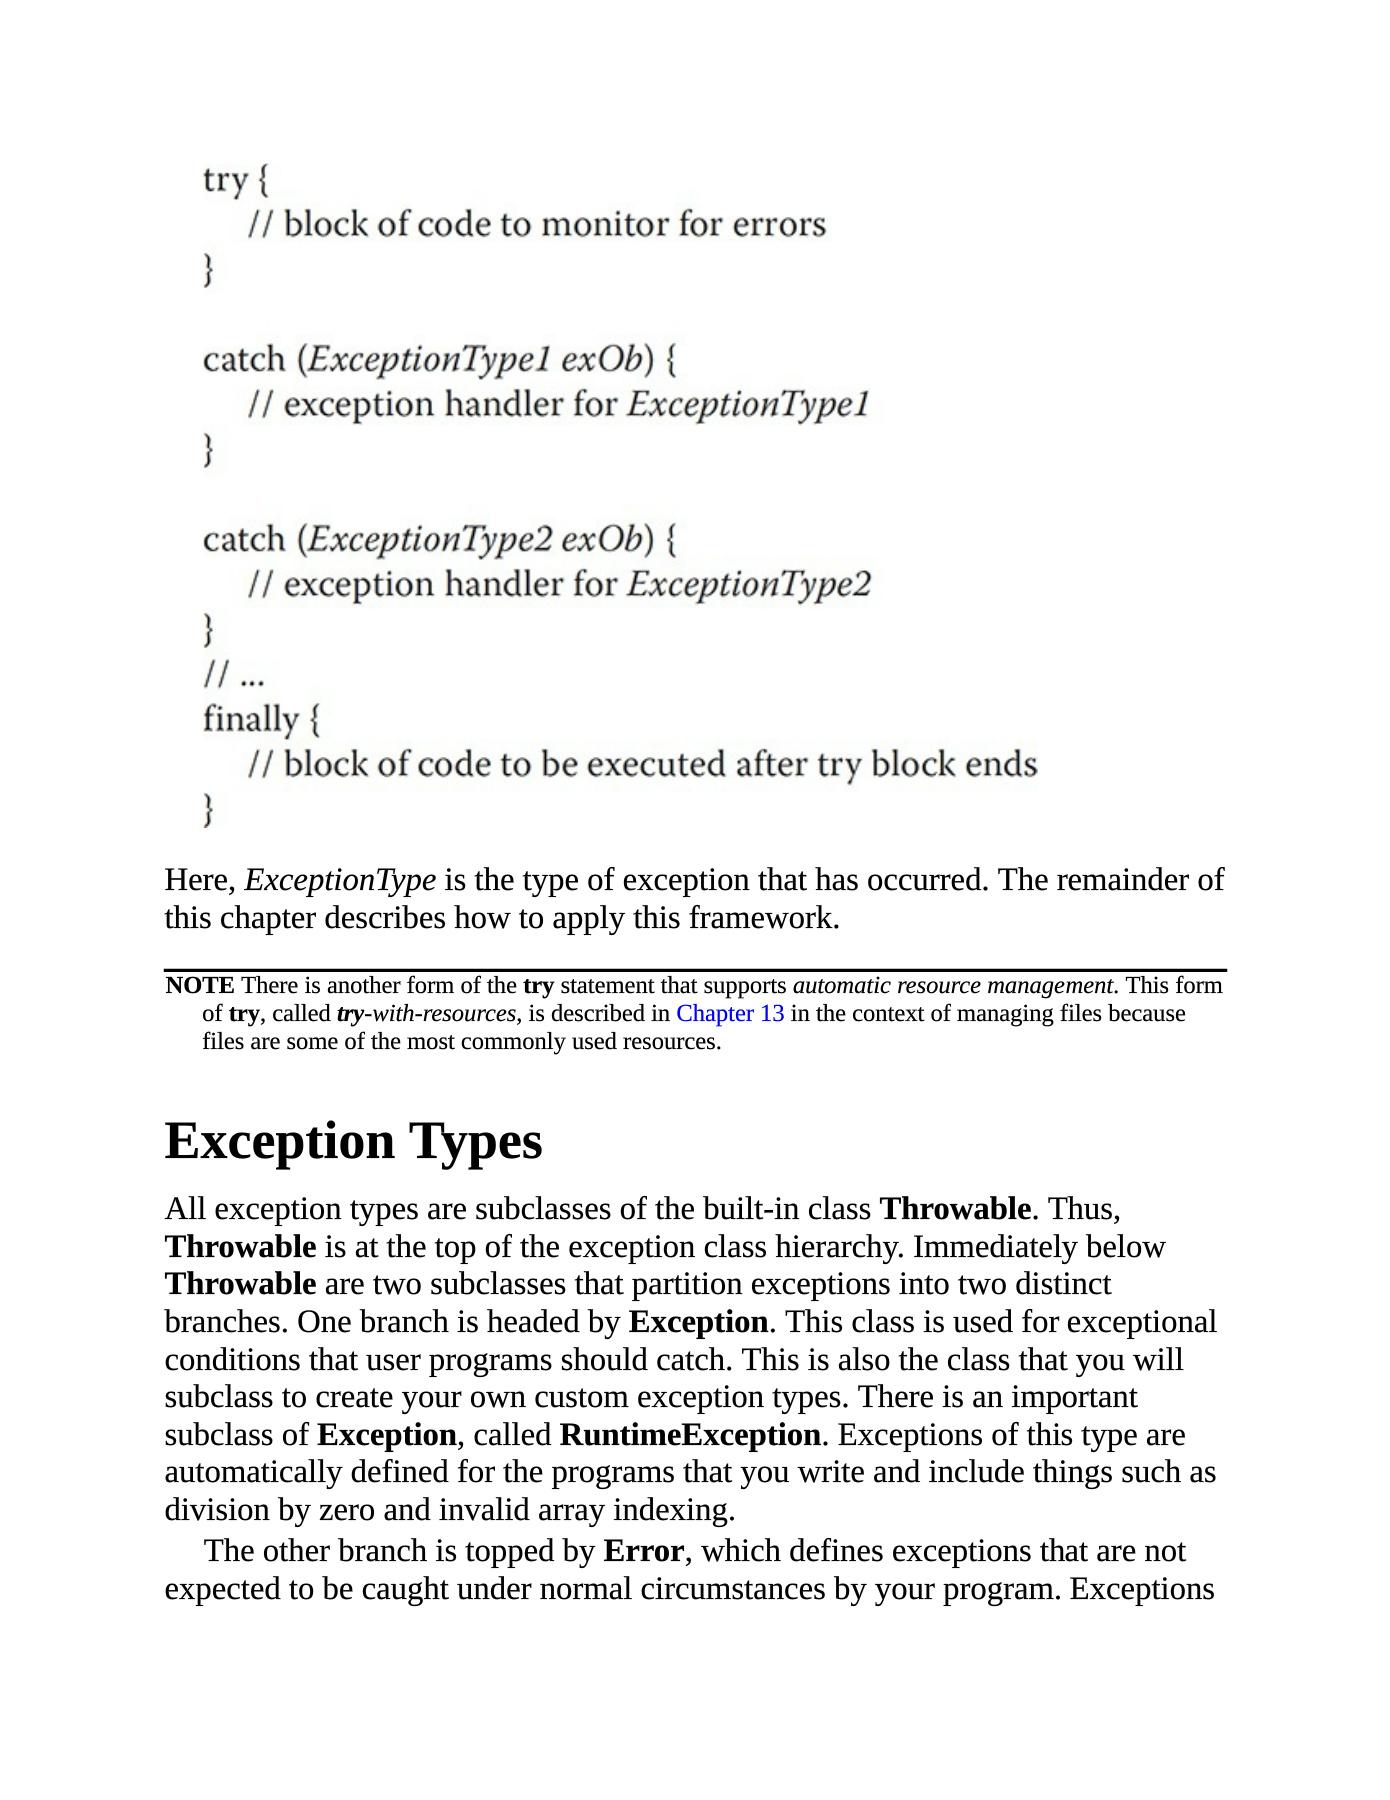 try {
// block of code to monitor for errors
}
catch (ExceptionType1 exOb) {
// exception handler for ExceptionType1
}
catch (ExceptionType2 exOb) {
// exception handler for ExceptionType2
}
// ...
finally {
// block of code to be executed after try block ends
}
Here, ExceptionType is the type of exception that has occurred. The remainder of
this chapter describes how to apply this framework.
NOTE There is another form of the try statement that supports automatic resource management. This form
of try, called try-with-resources, is described in Chapter 13 in the context of managing files because
files are some of the most commonly used resources.
Exception Types
All exception types are subclasses of the built-in class Throwable. Thus,
Throwable is at the top of the exception class hierarchy. Immediately below
Throwable are two subclasses that partition exceptions into two distinct
branches. One branch is headed by Exception. This class is used for exceptional
conditions that user programs should catch. This is also the class that you will
subclass to create your own custom exception types. There is an important
subclass of Exception, called RuntimeException. Exceptions of this type are
automatically defined for the programs that you write and include things such as
division by zero and invalid array indexing.
The other branch is topped by Error, which defines exceptions that are not
expected to be caught under normal circumstances by your program. Exceptions